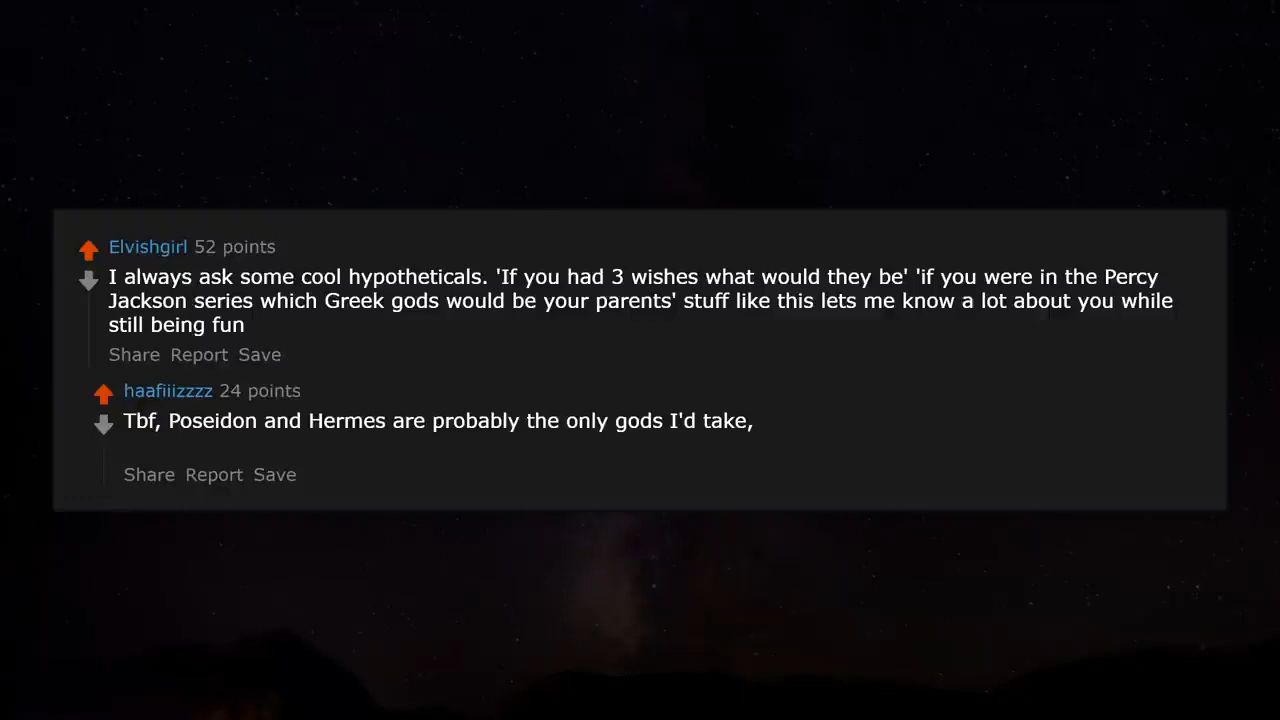 Elvishgirl 52 points
I always ask some cool hypotheticals. 'If you had 3 wishes what would they be' 'if you were in the Percy
Jackson series which Greek gods would be your parents' stuff like this lets me know a lot about you while
still being fun
Share Report Save
haafiiizzzz 24 points
Tbf, Poseidon and Hermes are probably the only gods I'd take,
Share Report Save